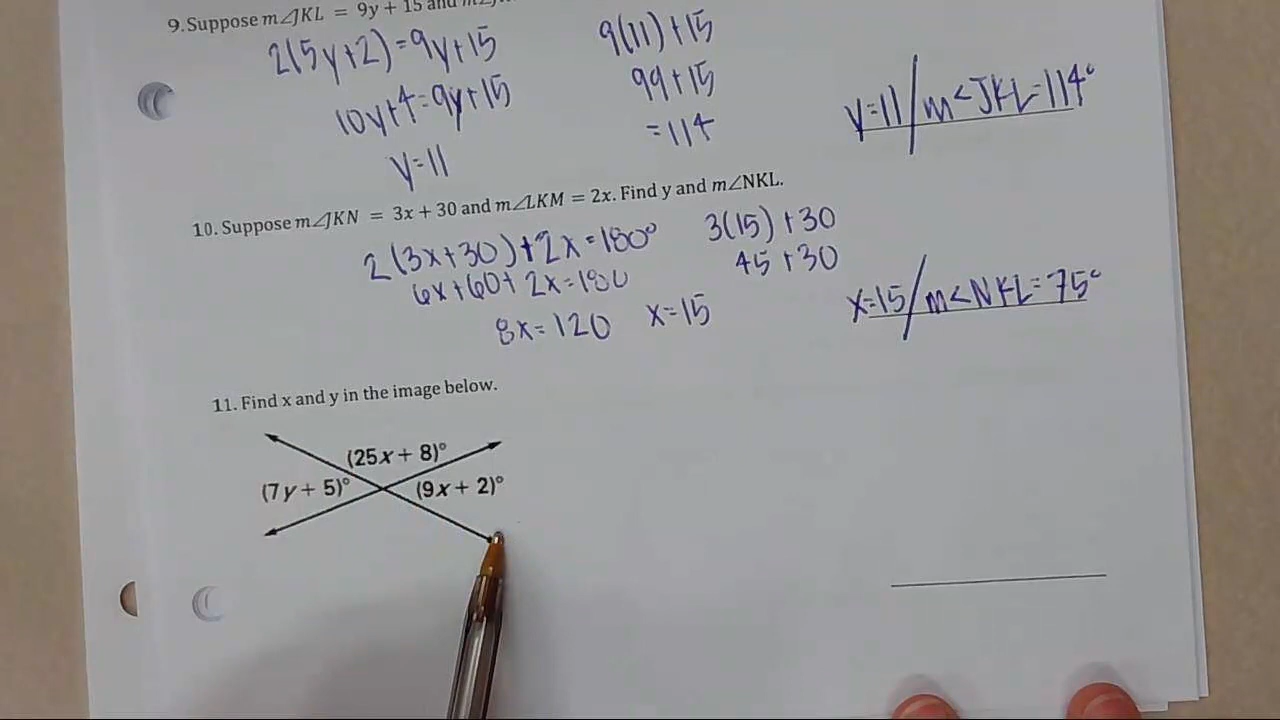 9. Suppose m∠JKL = 9y + 15 and m∠
2(5y+2)=9y+15
10y+4=9y+15
y=11
9(11)+15
99+15
=114
y=11/m<JKL=114°
10. Suppose m∠JKN = 3x + 30 and m∠LKM = 2x. Find y and m∠NKL.
2(3x+30)+2x=180°
6x+60+2x=180
8x=120
x=15
3(15)+30
45+30
x=15/m<NKL=75°
11. Find x and y in the image below.
(25x + 8)°
(7y + 5)°
(9x + 2)°